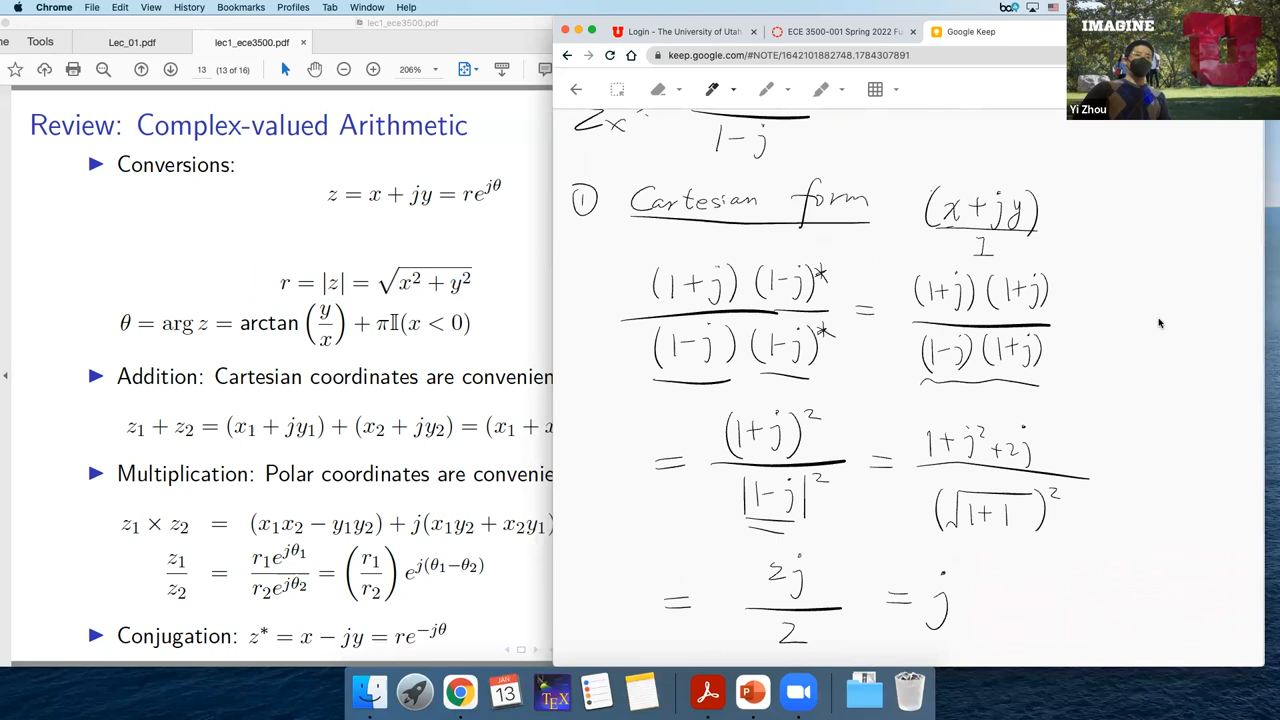 Chrome File Edit View History Bookmarks Profiles Tab Window Help
lec1_ece3500.pdf
Tools Lec_01.pdf lec1_ece3500.pdf ×
13 (13 of 16) 206%
Login - The University of Utah × ECE 3500-001 Spring 2022 Fu × Google Keep
keep.google.com/#NOTE/1642101882748.1784307891
IMAGINE
U
Yi Zhou
Review: Complex-valued Arithmetic
Conversions:
z = x + jy = re^{jθ}
r = |z| = √(x² + y²)
θ = arg z = arctan (y/x) + π𝕀(x < 0)
Addition: Cartesian coordinates are convenien
z₁ + z₂ = (x₁ + jy₁) + (x₂ + jy₂) = (x₁ + x
Multiplication: Polar coordinates are convenien
z₁ × z₂ = (x₁x₂ − y₁y₂) + j(x₁y₂ + x₂y₁)
z₁/z₂ = r₁e^{jθ₁}/r₂e^{jθ₂} = (r₁/r₂) e^{j(θ₁−θ₂)}
Conjugation: z* = x − jy = re^{−jθ}
1-j
① Cartesian form (x+jy)/1
(1+j)(1-j)*/(1-j)(1-j)* = (1+j)(1+j)/(1-j)(1+j)
= (1+j)²/|1-j|² = 1+j²+2j/(√1+1)²
= 2j/2 = j
JAN 13
TEX